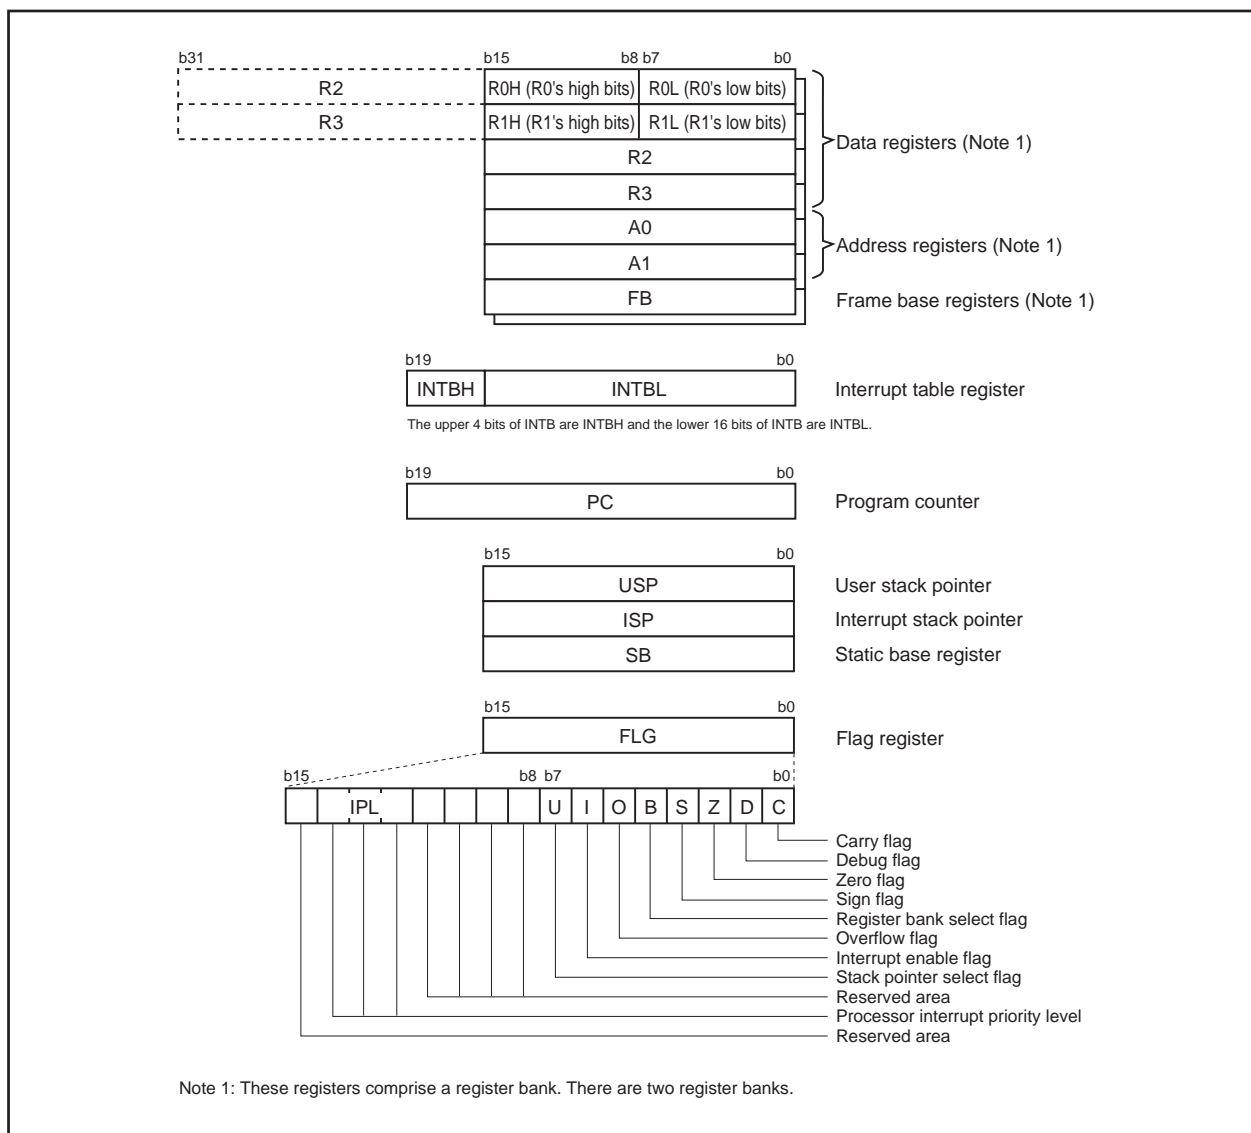 b31 b15 b8 b7 b0
R2 R0H (R0's high bits) R0L (R0's low bits)
R3 R1H (R1's high bits) R1L (R1's low bits)
R2
R3
Data registers (Note 1)
A0
A1
Address registers (Note 1)
FB Frame base registers (Note 1)
b19 b0
INTBH INTBL Interrupt table register
The upper 4 bits of INTB are INTBH and the lower 16 bits of INTB are INTBL.
b19 b0
PC Program counter
b15 b0
USP User stack pointer
ISP Interrupt stack pointer
SB Static base register
b15 b0
FLG Flag register
b15 b8 b7 b0
IPL U I O B S Z D C
Carry flag
Debug flag
Zero flag
Sign flag
Register bank select flag
Overflow flag
Interrupt enable flag
Stack pointer select flag
Reserved area
Processor interrupt priority level
Reserved area
Note 1: These registers comprise a register bank. There are two register banks.